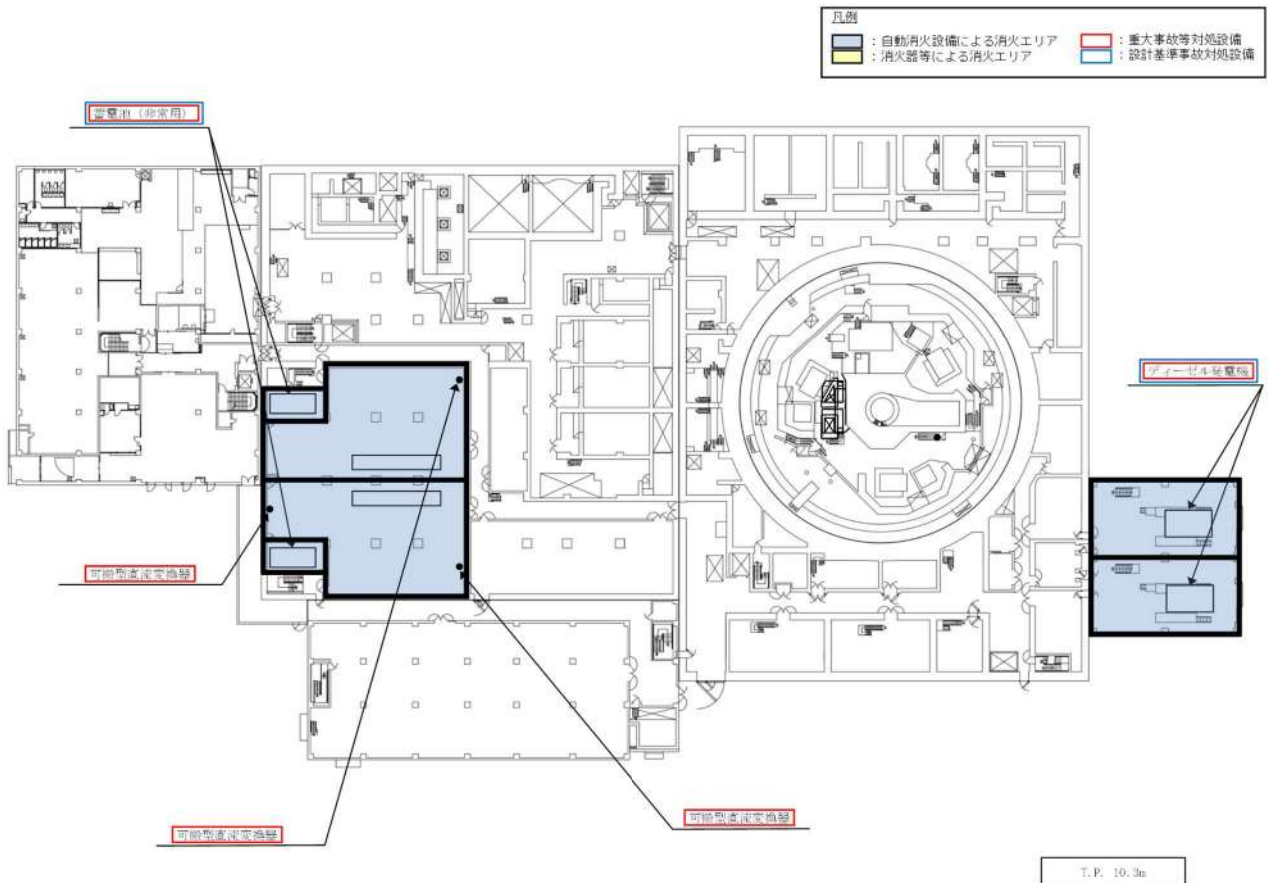 凡例
：自動消火設備による消火エリア
：重大事故等対処設備
：消火器等による消火エリア
：設計基準事故対処設備
蓄電池（非常用）
ディーゼル発電機
可搬型直流変換器
可搬型直流変換器
可搬型直流変換器
T.P. 10.3m